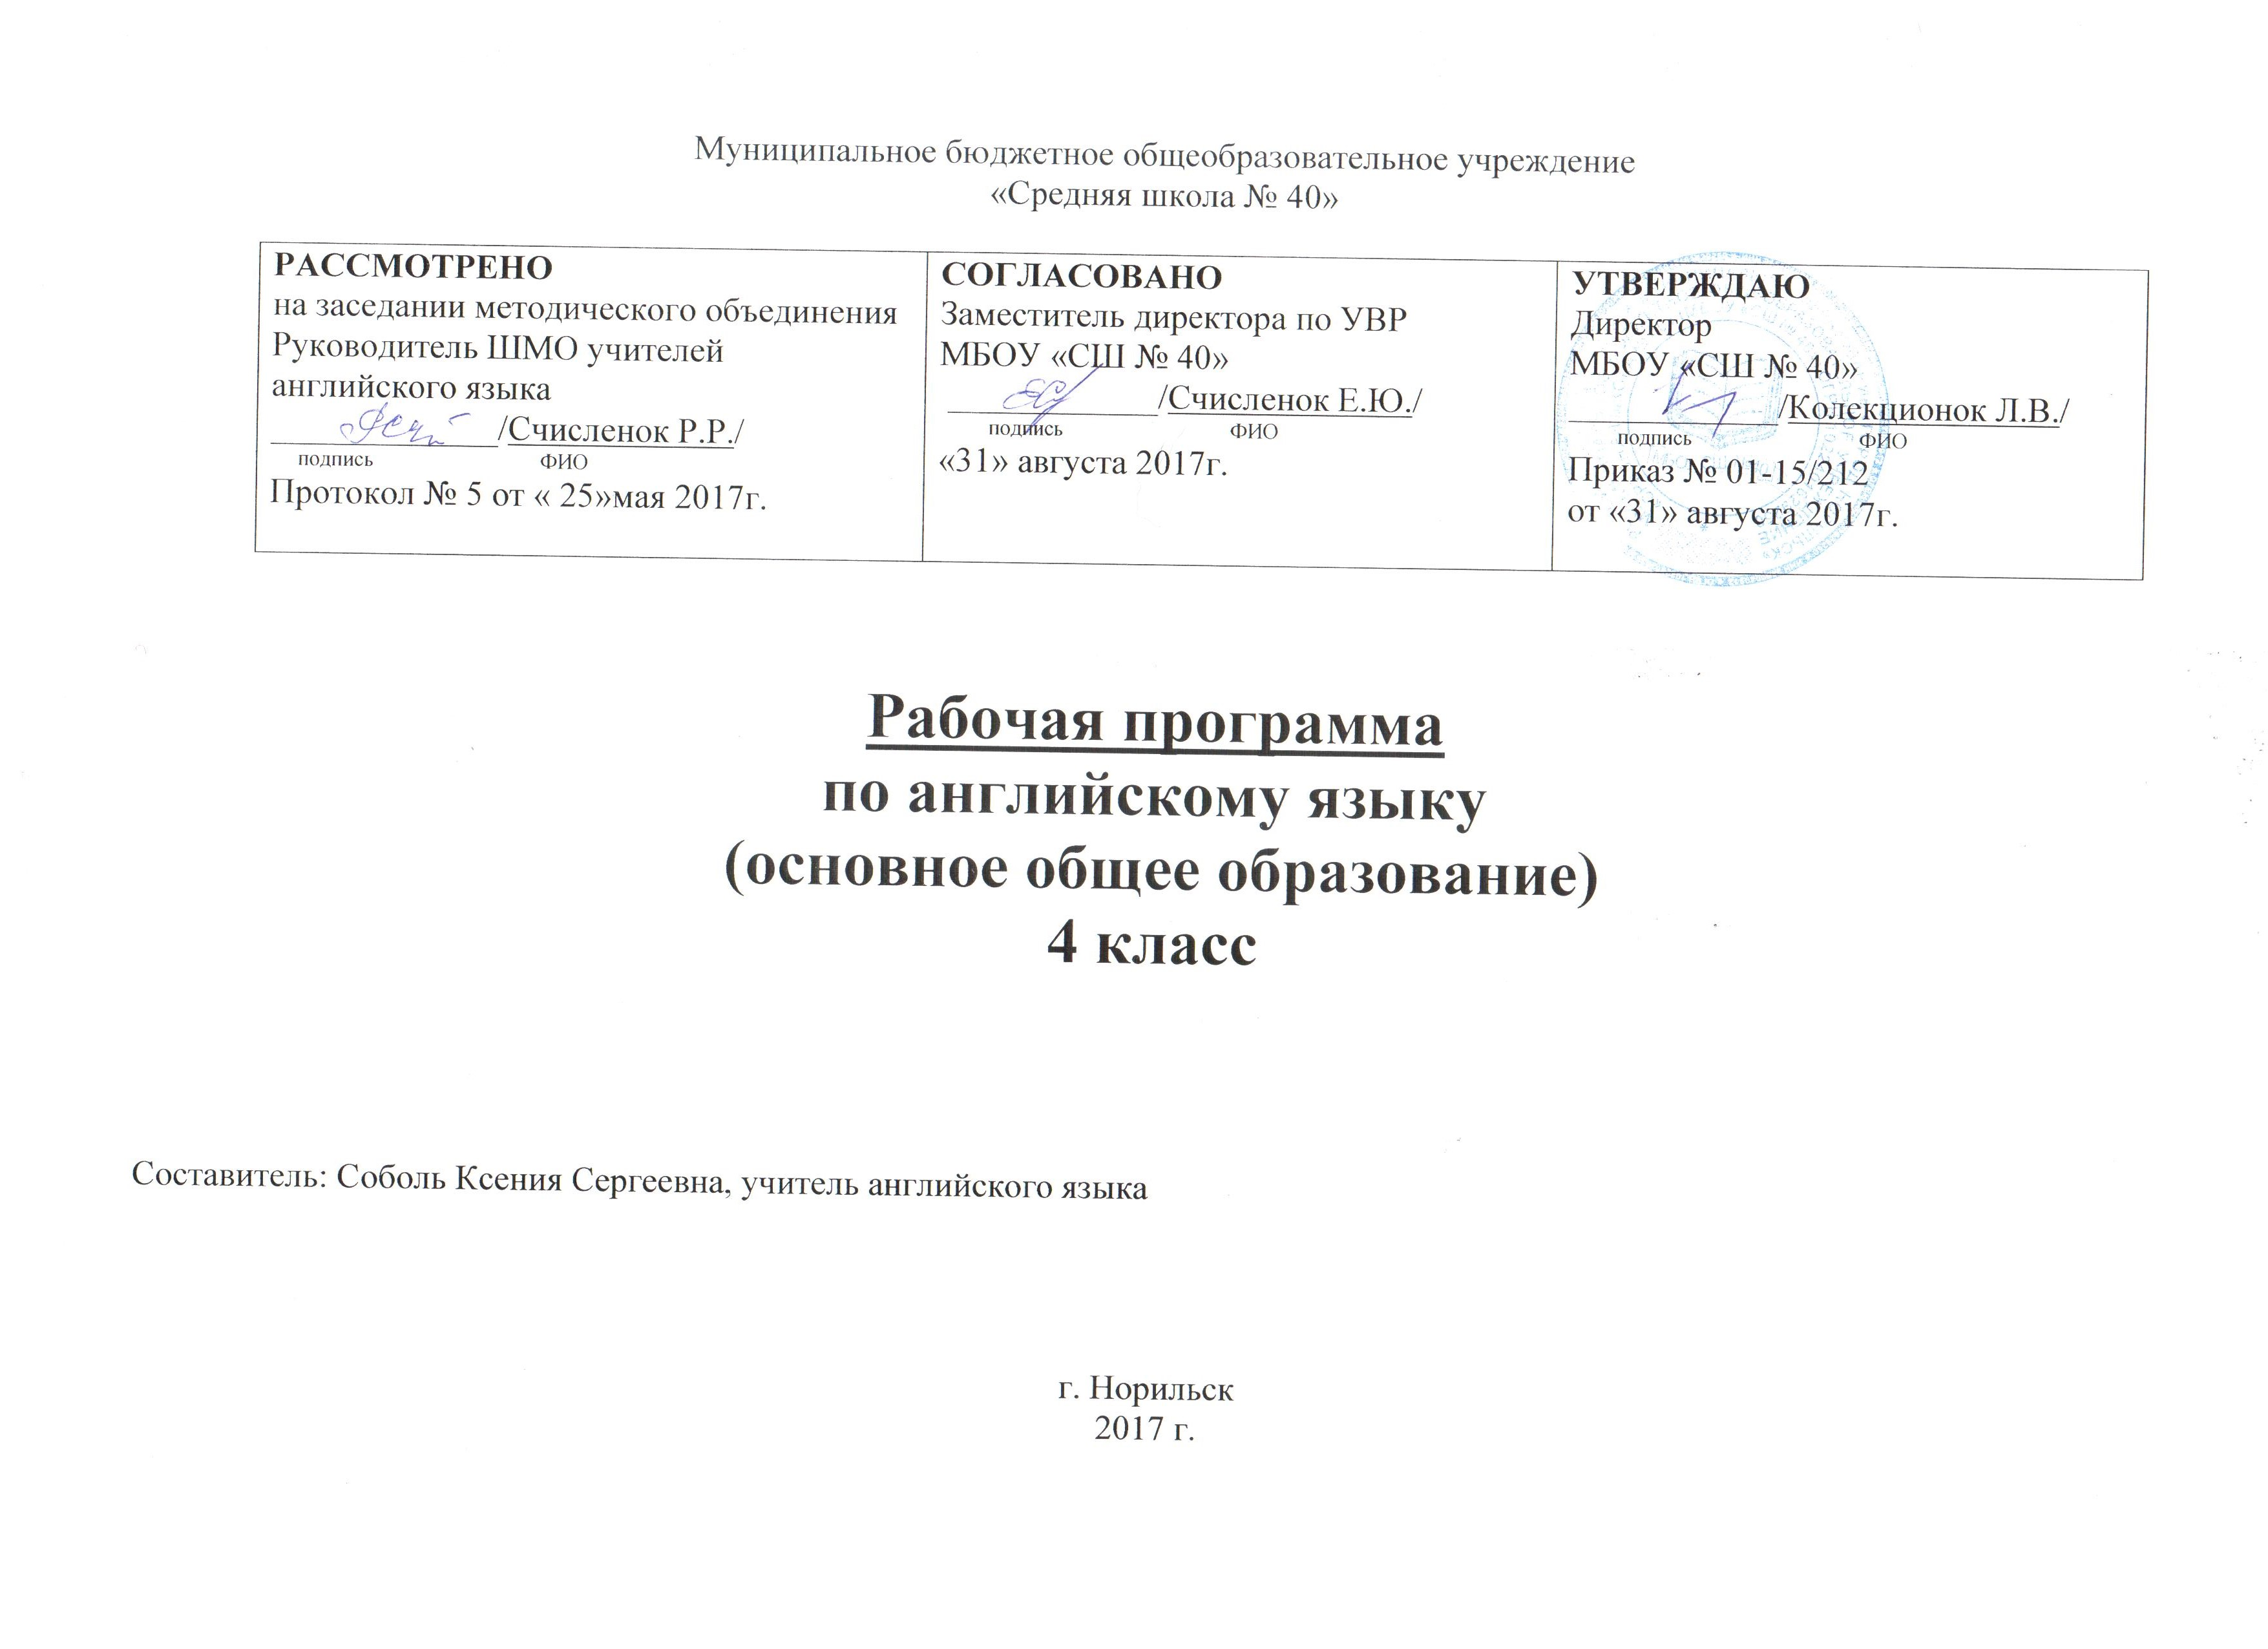 Муниципальное бюджетное общеобразовательное учреждение
«Средняя школа № 40»
РАССМОТРЕНО
на заседании методического объединения
Руководитель ШМО учителей
английского языка
/Счисленок Р.Р./
подпись ФИО
Протокол № 5 от « 25»мая 2017г.
СОГЛАСОВАНО
Заместитель директора по УВР
МБОУ «СШ № 40»
/Счисленок Е.Ю./
подпись ФИО
«31» августа 2017г.
УТВЕРЖДАЮ
Директор
МБОУ «СШ № 40»
/Колекционок Л.В./
подпись ФИО
Приказ № 01-15/212
от «31» августа 2017г.
Рабочая программа
по английскому языку
(основное общее образование)
4 класс
Составитель: Соболь Ксения Сергеевна, учитель английского языка
г. Норильск
2017 г.